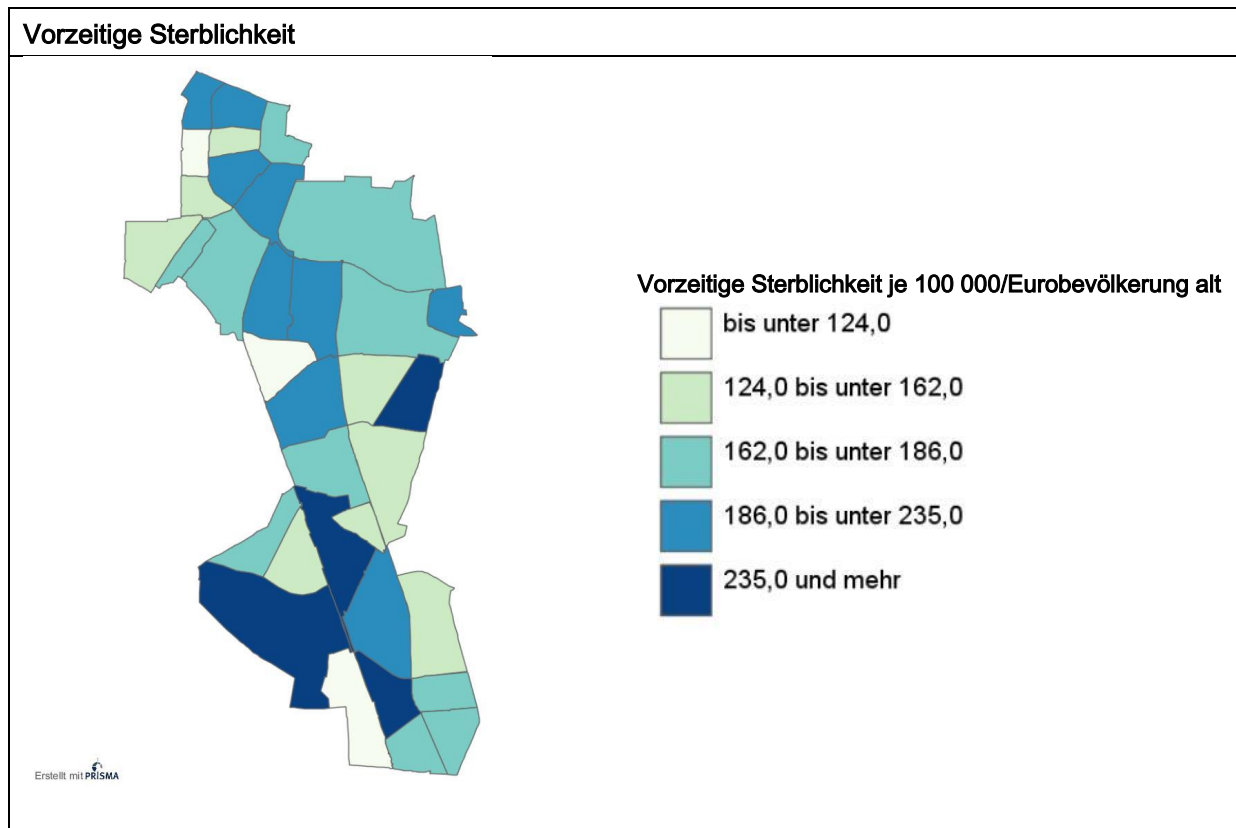 Vorzeitige Sterblichkeit
Vorzeitige Sterblichkeit je 100 000/Eurobevölkerung alt
bis unter 124,0
124,0 bis unter 162,0
162,0 bis unter 186,0
186,0 bis unter 235,0
235,0 und mehr
Erstellt mit PRISMA